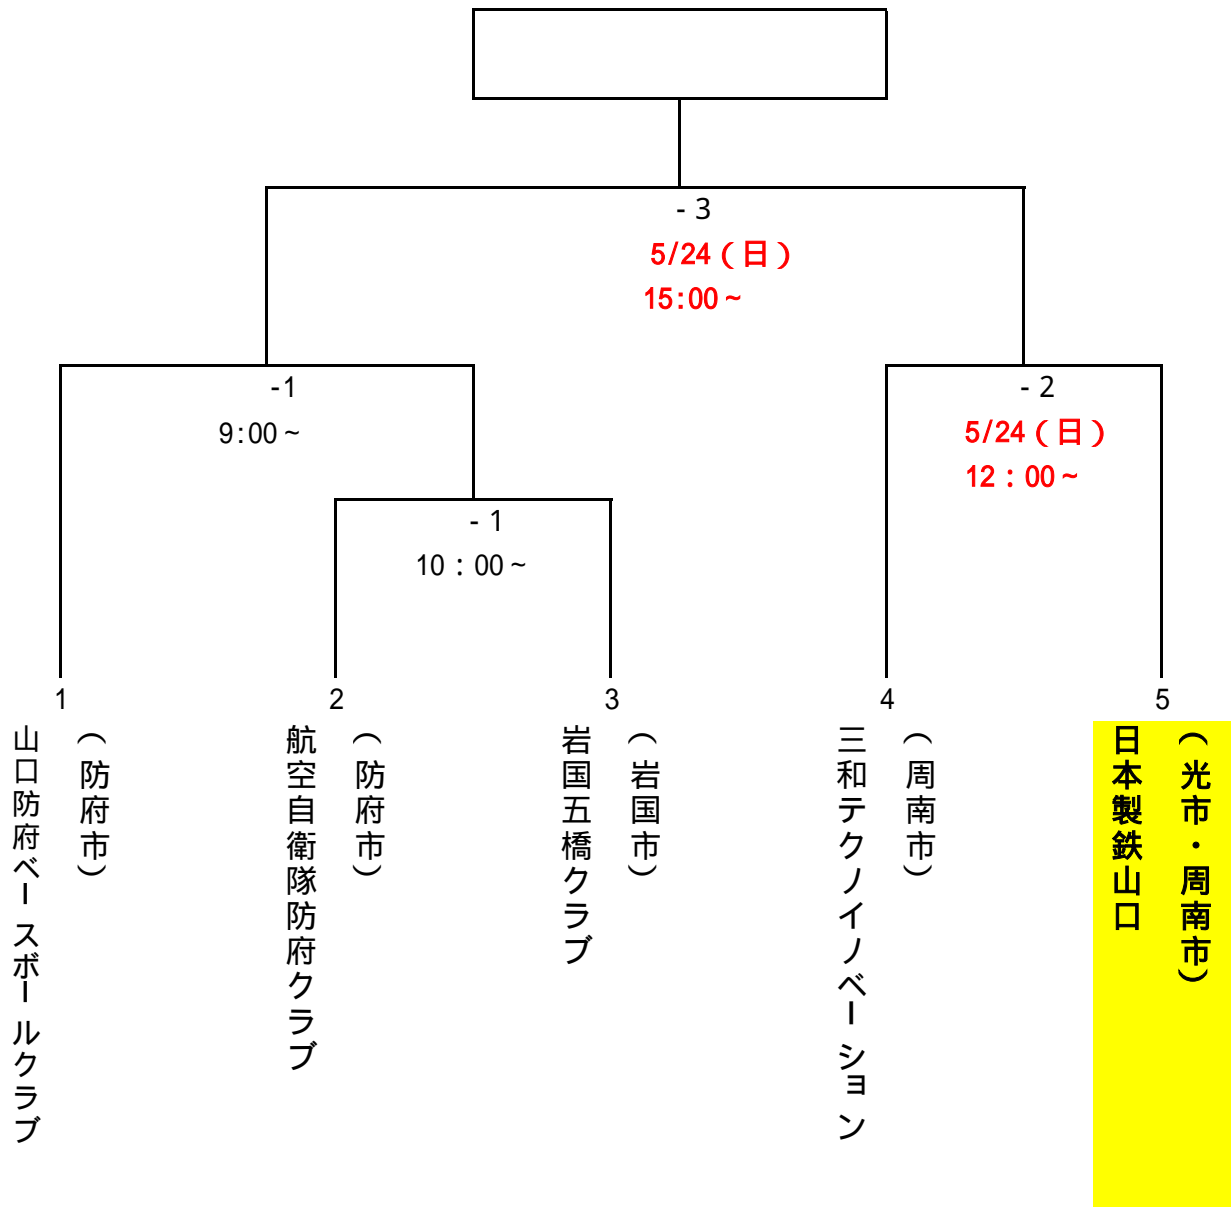 -3
5/24(日)
15:00~
-1
9:00~
-2
5/24(日)
12:00~
-1
10:00~
1
2
3
4
5
山口防府ベースボールクラブ
(防府市)
航空自衛隊防府クラブ
(防府市)
岩国五橋クラブ
(岩国市)
三和テクノイノベーション
(周南市)
日本製鉄山口
(光市・周南市)